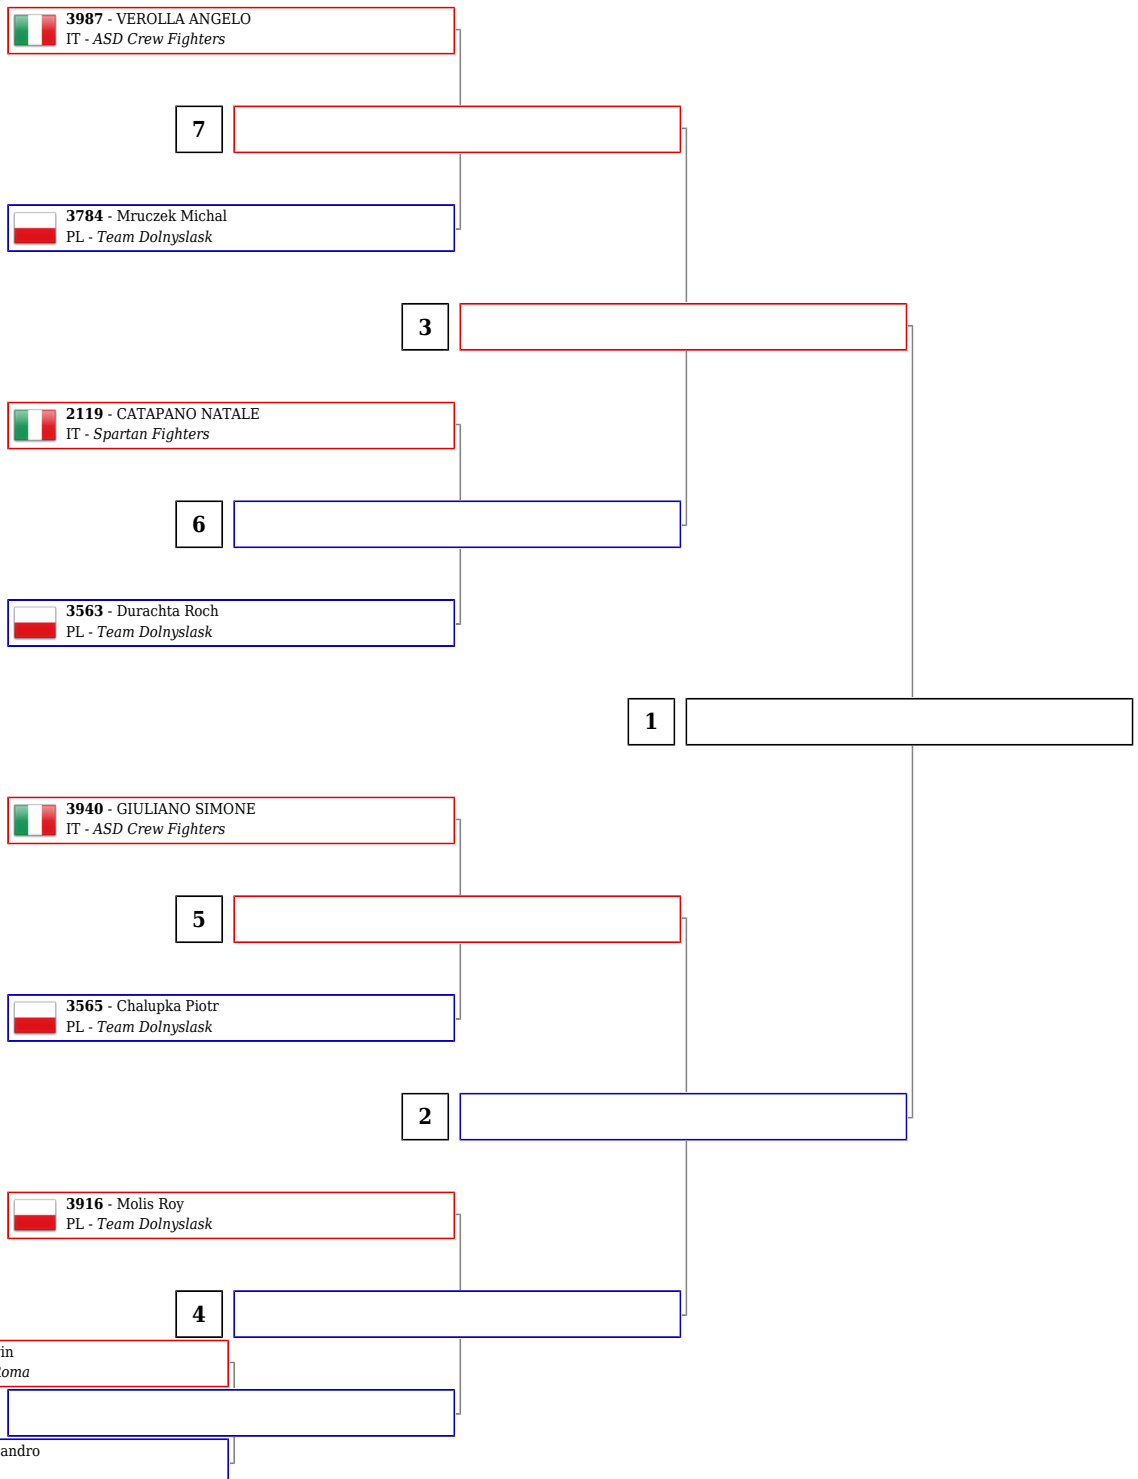 3987 - VEROLLA ANGELO
IT - ASD Crew Fighters
7
3784 - Mruczek Michal
PL - Team Dolnyslask
3
2119 - CATAPANO NATALE
IT - Spartan Fighters
6
3563 - Durachta Roch
PL - Team Dolnyslask
1
3940 - GIULIANO SIMONE
IT - ASD Crew Fighters
5
3565 - Chalupka Piotr
PL - Team Dolnyslask
2
3916 - Molis Roy
PL - Team Dolnyslask
4
in
oma
andro